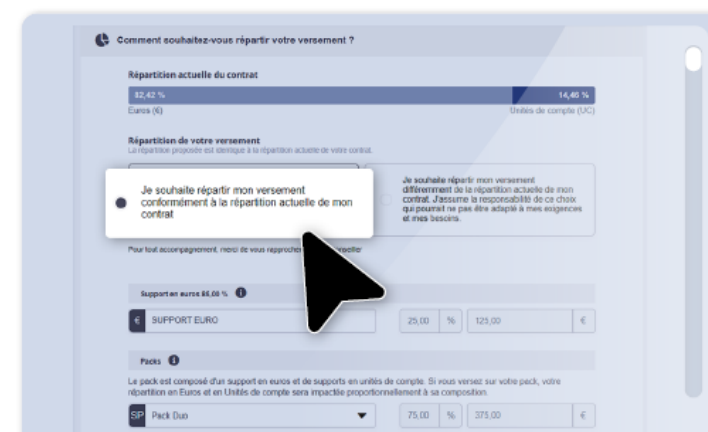 Comment souhaitez-vous répartir votre versement ?
Répartition actuelle du contrat
82,42 %
14,46 %
Euros (€)
Unités de compte (UC)
Répartition de votre versement
La répartition proposée est identique à la répartition actuelle de votre contrat.
Je souhaite répartir mon versement
conformément à la répartition actuelle de mon
contrat
Je souhaite répartir mon versement
différemment de la répartition actuelle de mon
contrat. J'assume la responsabilité de ce choix
qui pourrait ne pas être adapté à mes exigences
et mes besoins.
Pour tout accompagnement, merci de vous rapprocher
Support en euros 85,00 %
€ SUPPORT EURO
25,00 % 125,00 €
Packs
Le pack est composé d'un support en euros et de supports en unités de compte. Si vous versez sur votre pack, votre
répartition en Euros et en Unités de compte sera impactée proportionnellement à sa composition
SP Pack Duo
75,00 % 375,00 €